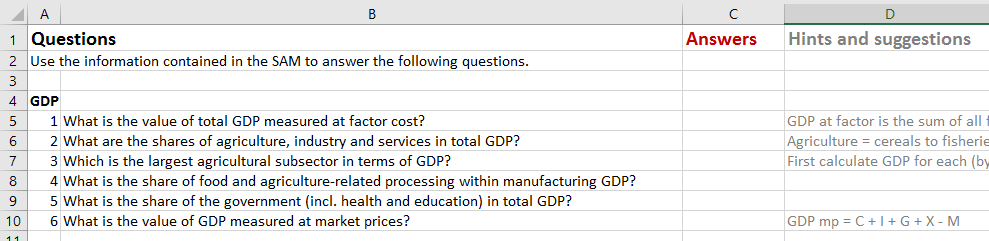 A B C D
1 Questions Answers Hints and suggestions
2 Use the information contained in the SAM to answer the following questions.
3
4 GDP
5 1 What is the value of total GDP measured at factor cost? GDP at factor is the sum of all
6 2 What are the shares of agriculture, industry and services in total GDP? Agriculture = cereals to
7 3 Which is the largest agricultural subsector in terms of GDP? First calculate GDP for each (by
8 4 What is the share of food and agriculture-related processing within manufacturing GDP?
9 5 What is the share of the government (incl. health and education) in total GDP?
10 6 What is the value of GDP measured at market prices? GDP mp = C + I + G + X - M